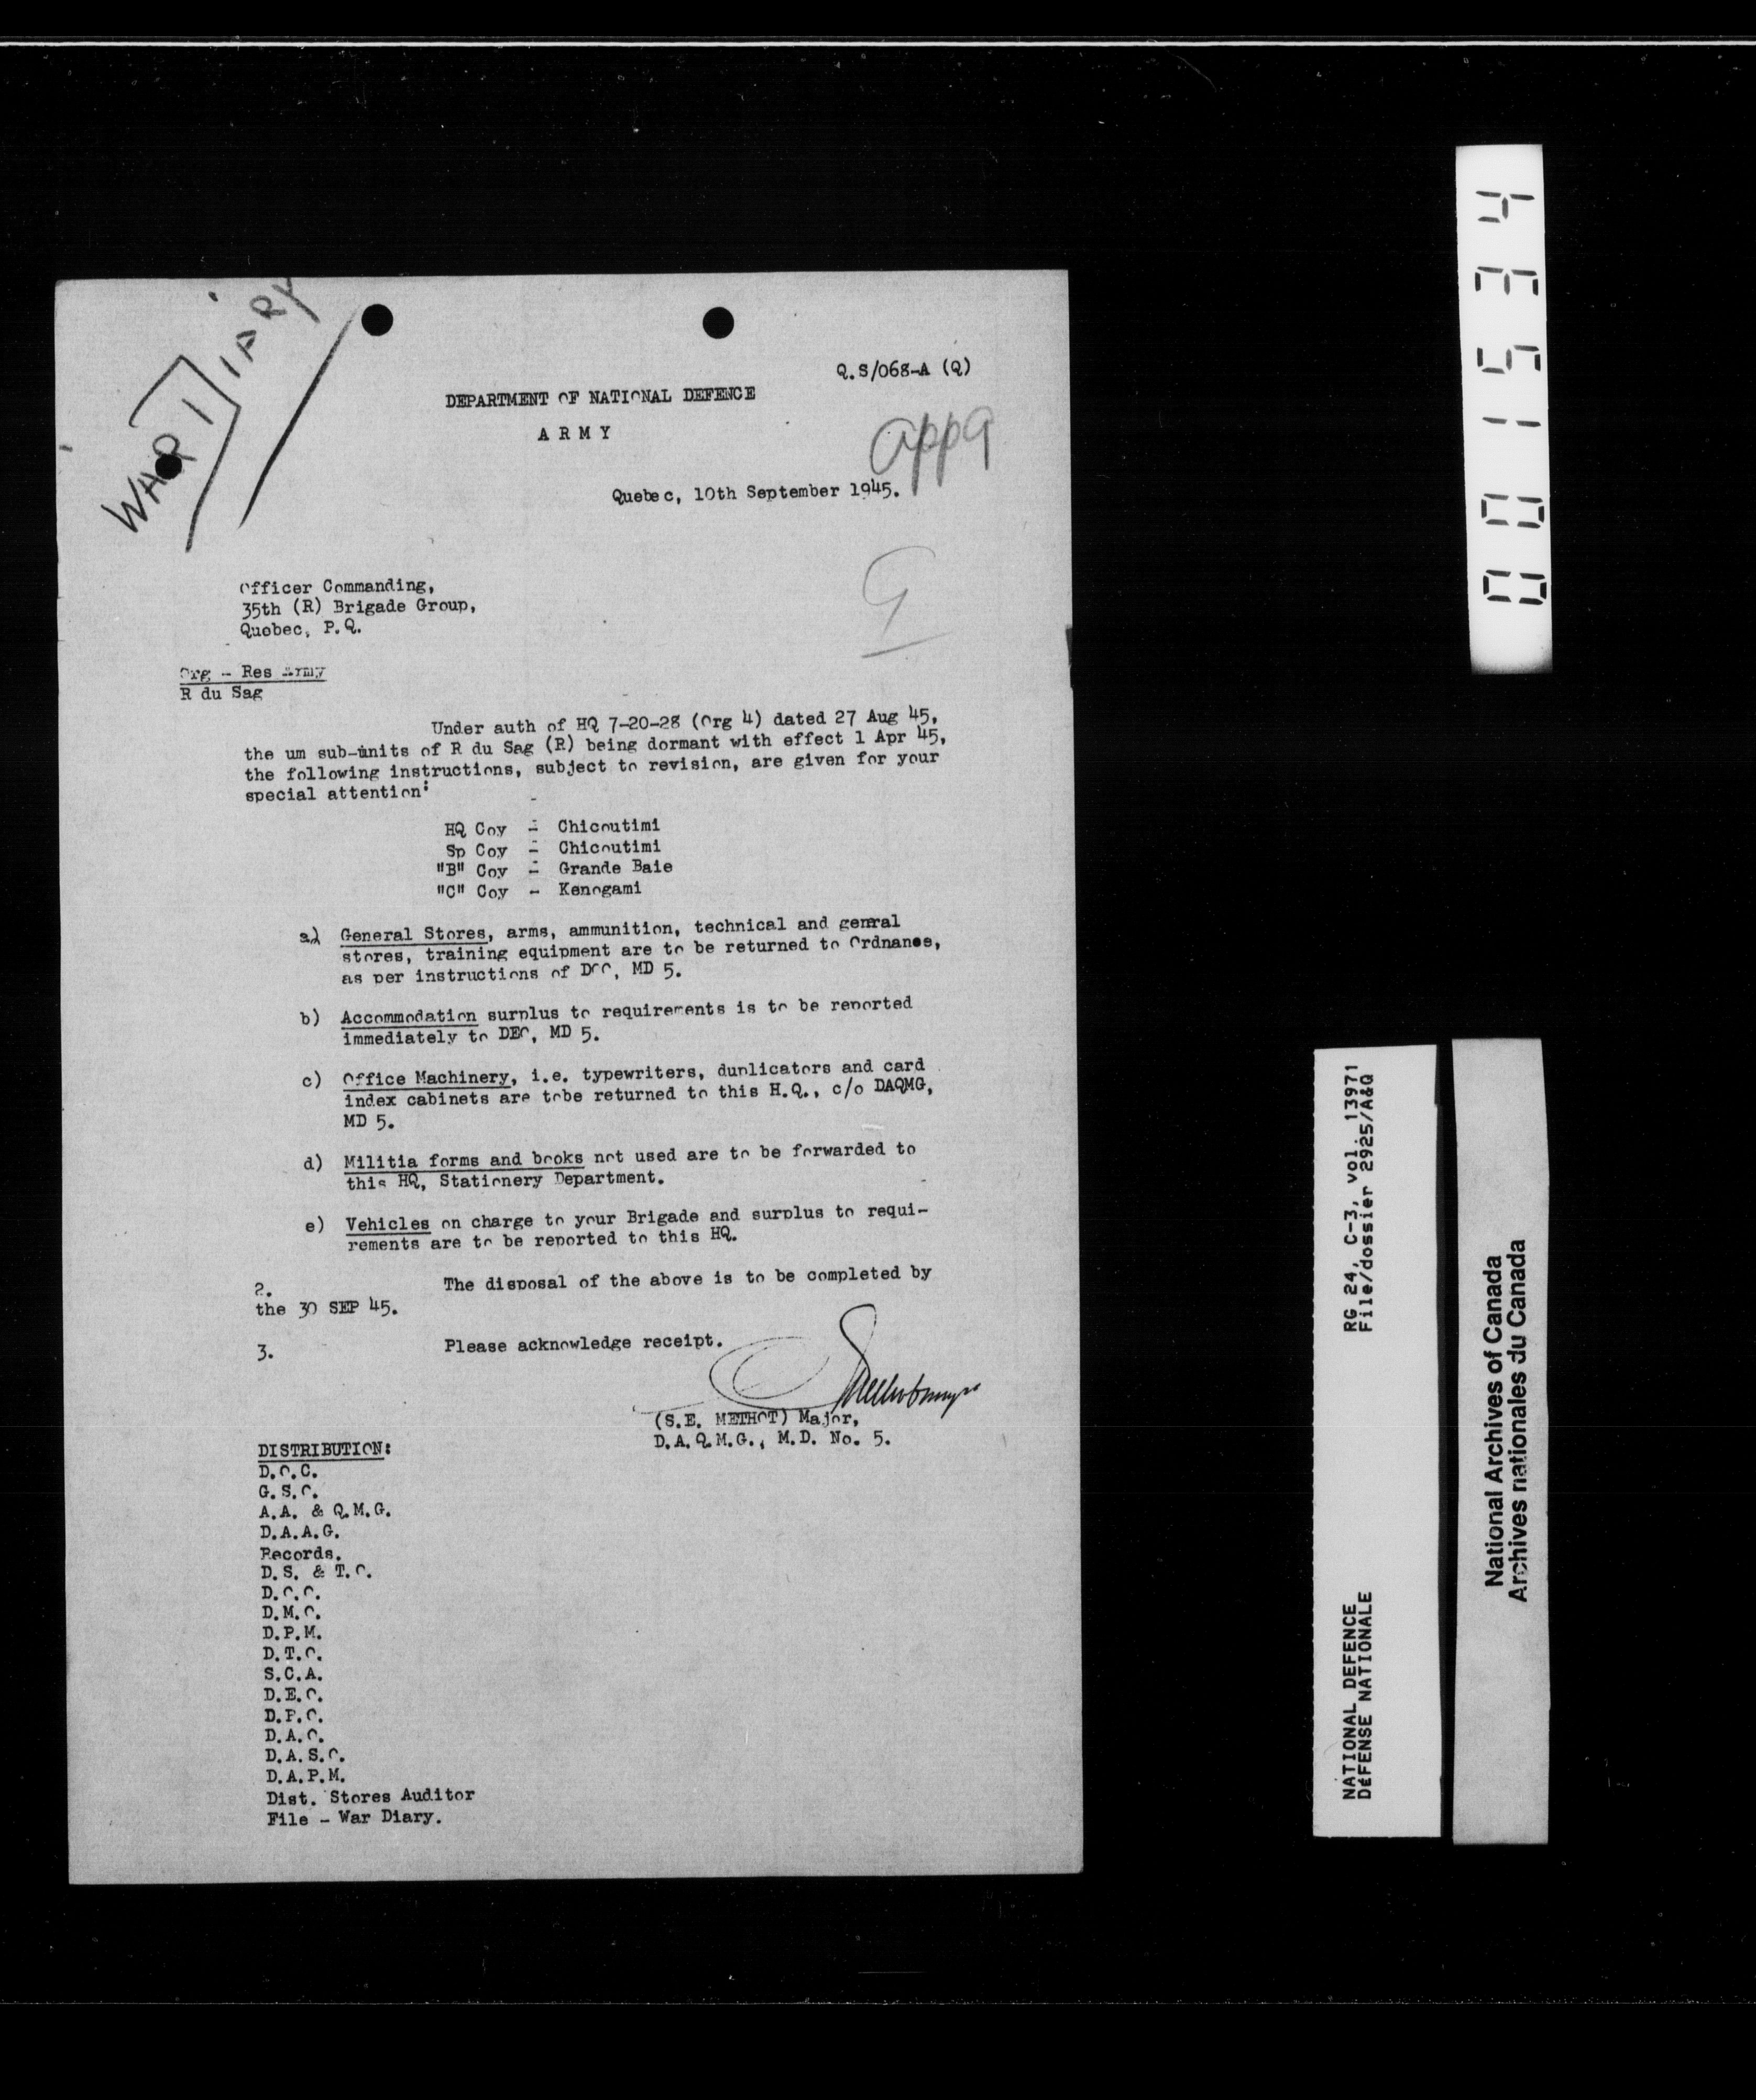 WAR DIARY
Q.S/068-A (Q)
DEPARTMENT OF NATIONAL DEFENCE
ARMY
app 9
Quebec, 10th September 1945.
9
Officer Commanding,
35th (R) Brigade Group,
Quebec, P.Q.
Org - Res Army
R du Sag
Under auth of HQ 7-20-28 (Org 4) dated 27 Aug 45,
the um sub-units of R du Sag (R) being dormant with effect 1 Apr 45,
the following instructions, subject to revision, are given for your
special attention:
HQ Coy - Chicoutimi
Sp Coy - Chicoutimi
"B" Coy - Grande Baie
"C" Coy - Kenogami
a) General Stores, arms, ammunition, technical and general
stores, training equipment are to be returned to Ordnance,
as per instructions of DOO, MD 5.
b) Accommodation surplus to requirements is to be reported
immediately to DEO, MD 5.
c) Office Machinery, i.e. typewriters, duplicators and card
index cabinets are tobe returned to this H.Q., c/o DAQMG,
MD 5.
d) Militia forms and books not used are to be forwarded to
this HQ, Stationery Department.
e) Vehicles on charge to your Brigade and surplus to requi-
rements are to be reported to this HQ.
2. The disposal of the above is to be completed by
the 30 SEP 45.
3. Please acknowledge receipt.
(S.E. METHOT) Major,
D.A.Q.M.G., M.D. No. 5.
DISTRIBUTION:
D.O.C.
G.S.O.
A.A. & Q.M.G.
D.A.A.G.
Records.
D.S. & T.O.
D.O.O.
D.M.O.
D.P.M.
D.T.O.
S.C.A.
D.E.O.
D.P.O.
D.A.O.
D.A.S.O.
D.A.P.M.
Dist. Stores Auditor
File - War Diary.
001534
RG 24, C-3, vol. 13971
File/dossier 2925/A&Q
NATIONAL DEFENCE
DÉFENSE NATIONALE
National Archives of Canada
Archives nationales du Canada